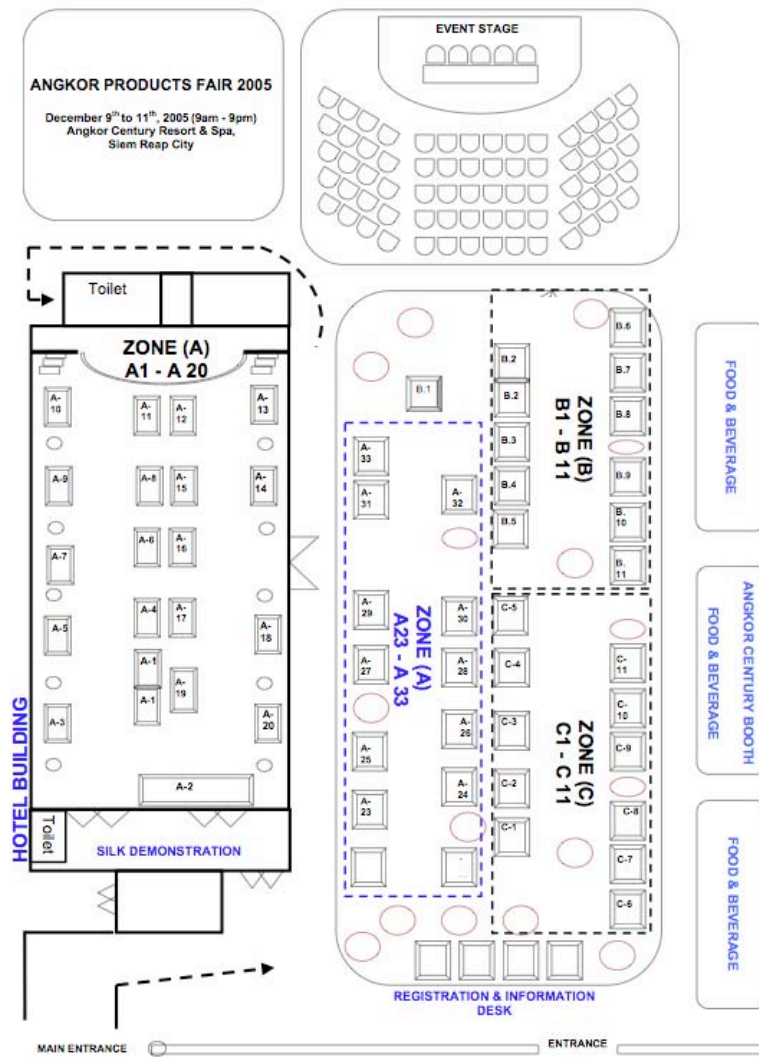 ANGKOR PRODUCTS FAIR 2005
December 9th to 11th, 2005 (9am - 9pm)
Angkor Century Resort & Spa,
Siem Reap City
EVENT STAGE
Toilet
ZONE (A)
A1 - A 20
A-
10
A-
11
A-
12
A-
13
A-9
A-8
A-
15
A-
14
A-7
A-6
A-
16
A-5
A-4
A-
17
A-
18
A-1
A-1
A-
19
A-3
A-
20
A-2
HOTEL BUILDING
Toilet
SILK DEMONSTRATION
B.1
A-
33
A-
31
A-
32
A-
29
A-
30
ZONE (A)
A23 - A 33
A-
27
A-
28
A-
25
A-
26
A-
23
A-
24
B.2
B.2
B.3
B.4
B.5
ZONE (B)
B1 - B 11
B.6
B.7
B.8
B.9
B.
10
B.
11
C-5
C-4
C-3
C-2
C-1
ZONE (C)
C1 - C 11
C-
11
C-
10
C-9
C-8
C-7
C-6
FOOD & BEVERAGE
ANGKOR CENTURY BOOTH
FOOD & BEVERAGE
FOOD & BEVERAGE
REGISTRATION & INFORMATION
DESK
MAIN ENTRANCE
ENTRANCE